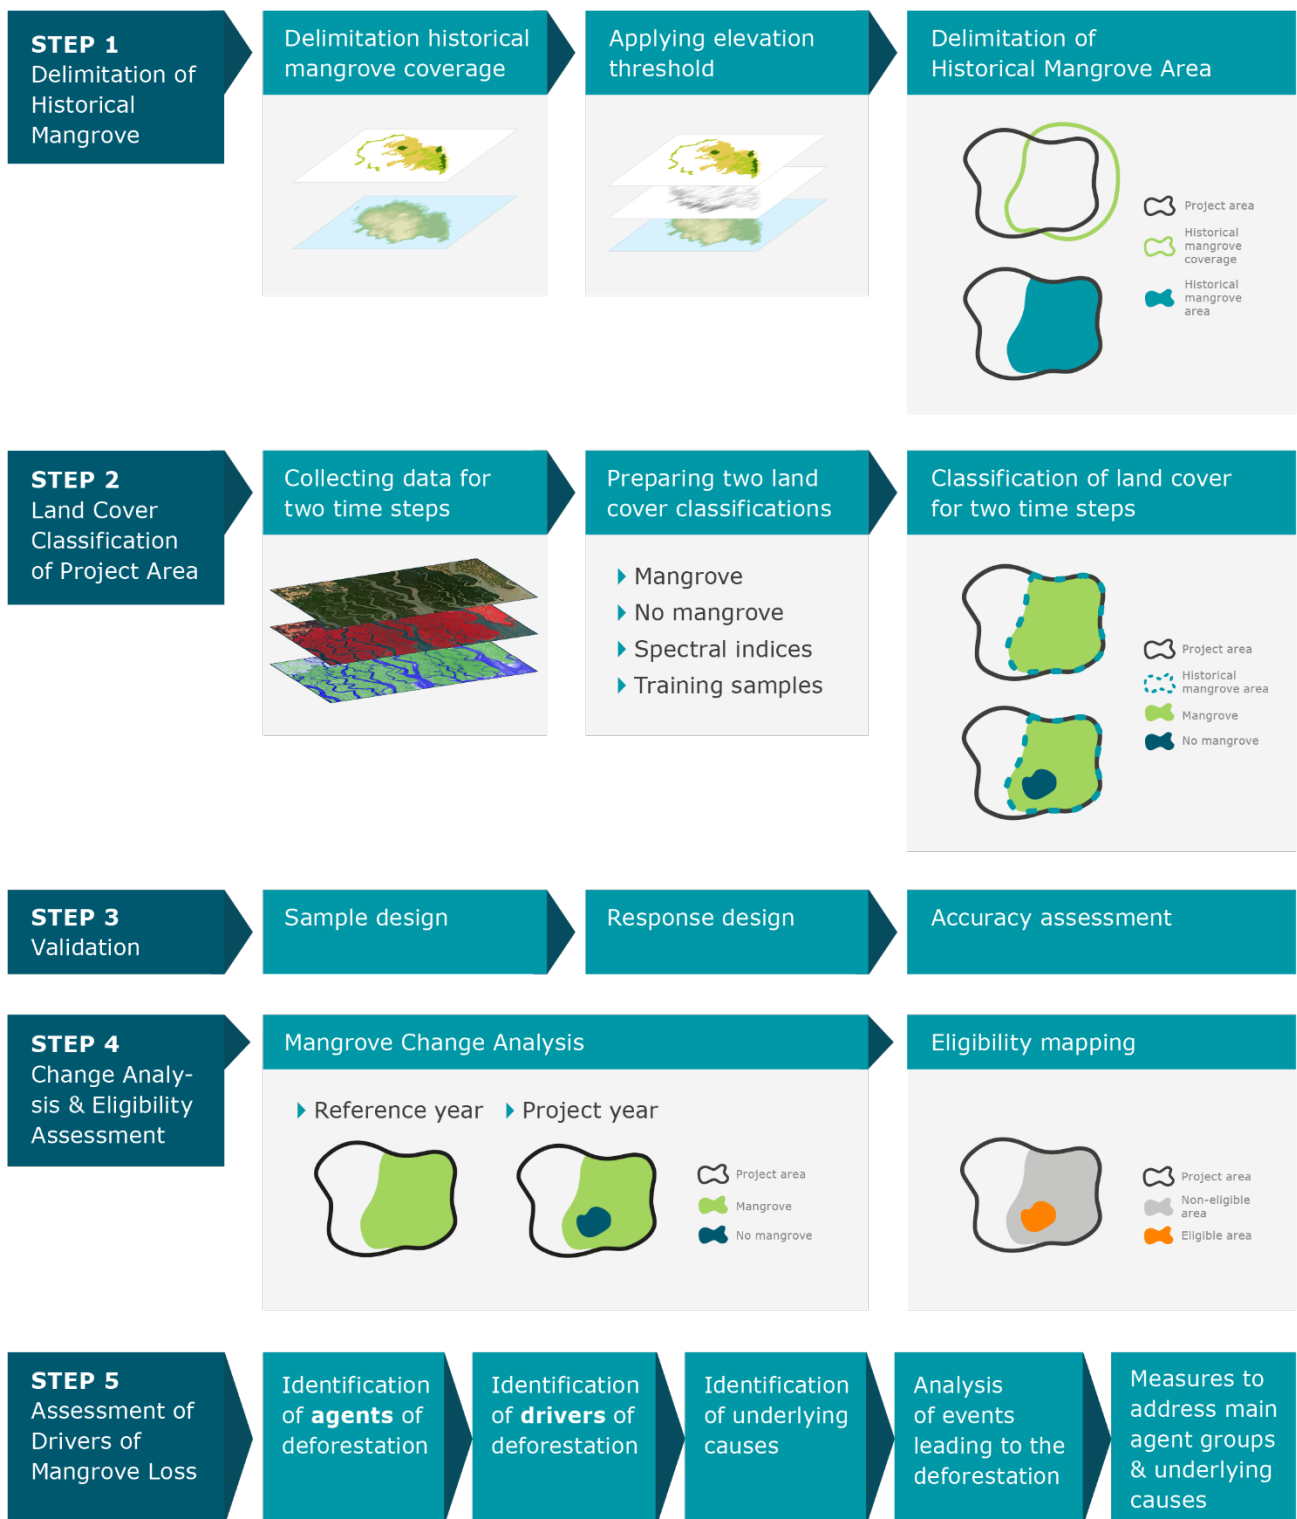 STEP 1
Delimitation of
Historical
Mangrove
Delimitation historical
mangrove coverage
Applying elevation
threshold
Delimitation of
Historical Mangrove Area
Project area
Historical
mangrove
coverage
Historical
mangrove
area
STEP 2
Land Cover
Classification
of Project Area
Collecting data for
two time steps
Preparing two land
cover classifications
Mangrove
No mangrove
Spectral indices
Training samples
Classification of land cover
for two time steps
Project area
Historical
mangrove area
Mangrove
No mangrove
STEP 3
Validation
Sample design
Response design
Accuracy assessment
STEP 4
Change Analy-
sis & Eligibility
Assessment
Mangrove Change Analysis
Reference year
Project year
Project area
Mangrove
No mangrove
Eligibility mapping
Project area
Non-eligible
area
Eligible area
STEP 5
Assessment of
Drivers of
Mangrove Loss
Identification
of agents of
deforestation
Identification
of drivers of
deforestation
Identification
of underlying
causes
Analysis
of events
leading to the
deforestation
Measures to
address main
agent groups
& underlying
causes